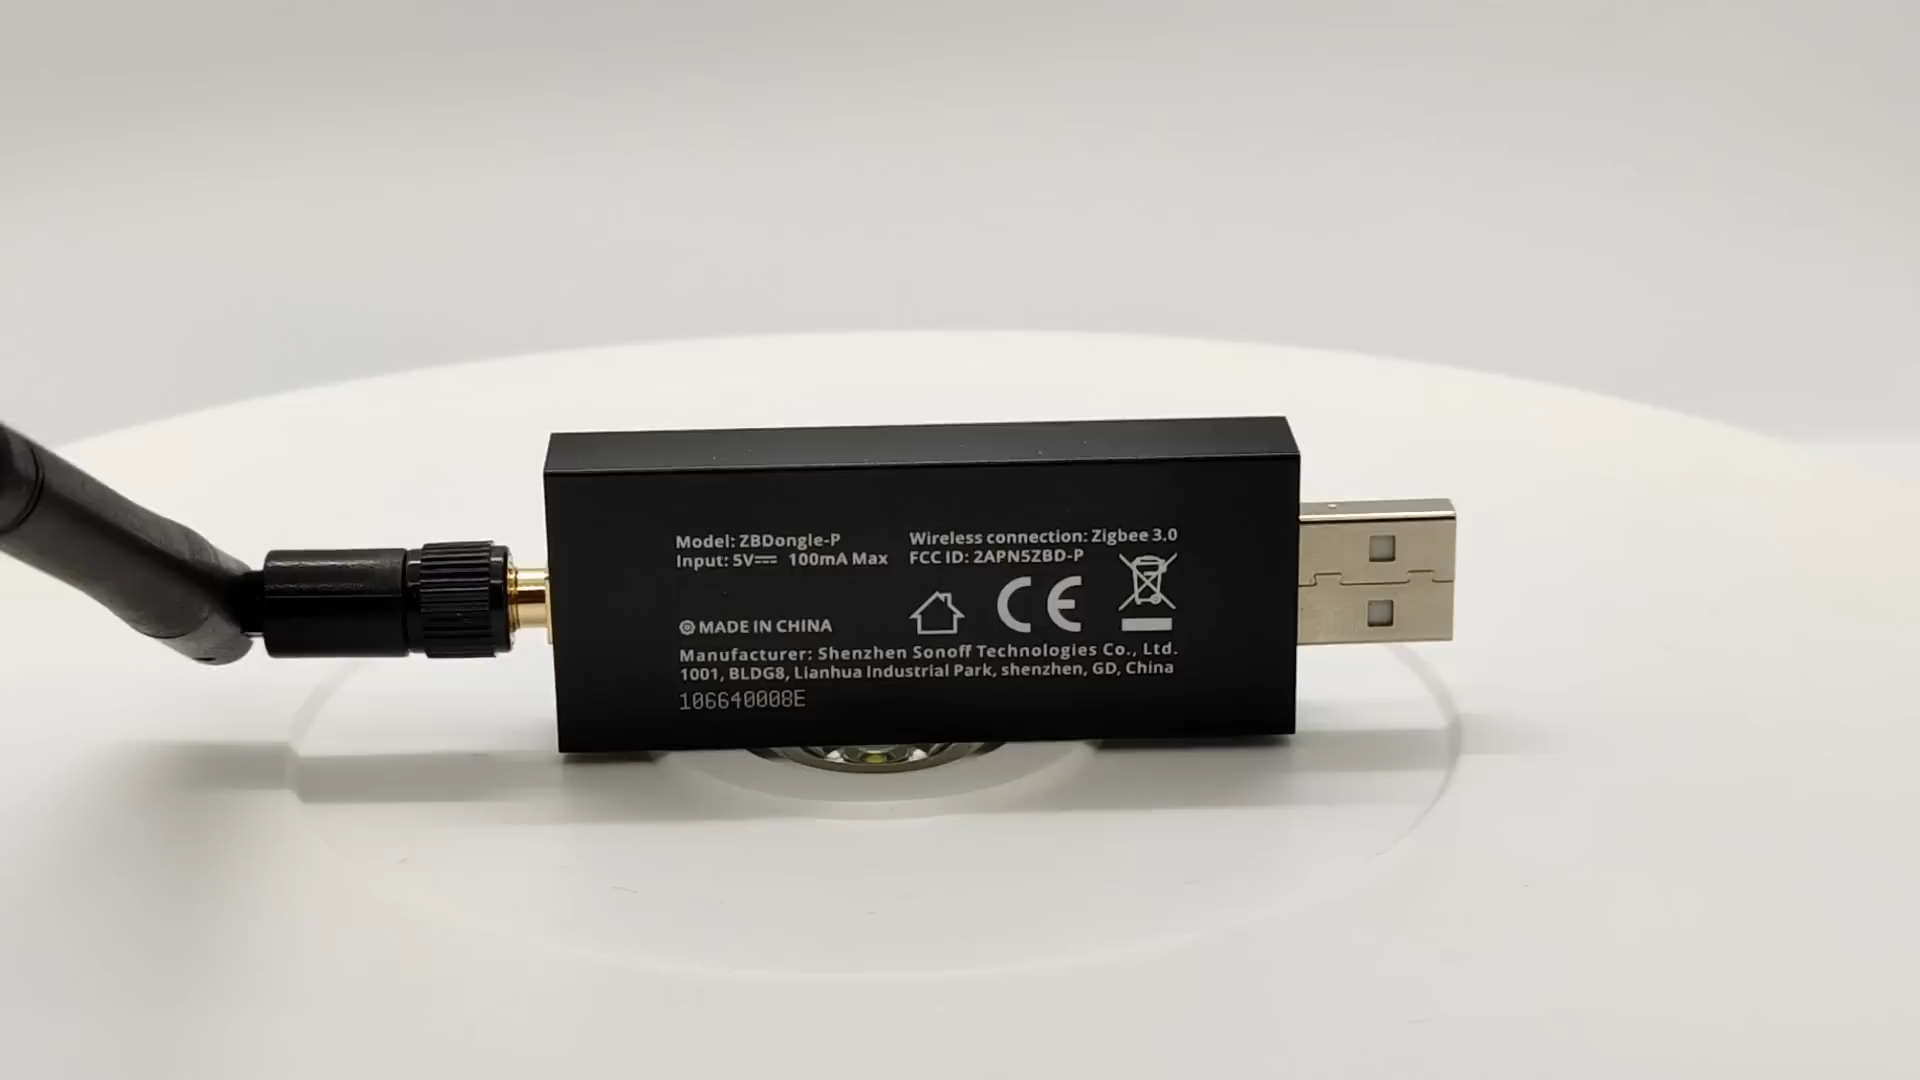 Model: ZBDongle-P
Input: 5V⎓ 100mA Max
Wireless connection: Zigbee 3.0
FCC ID: 2APN5ZBD-P
MADE IN CHINA
CE
Manufacturer: Shenzhen Sonoff Technologies Co., Ltd.
1001, BLDG8, Lianhua Industrial Park, shenzhen, GD, China
106640008E